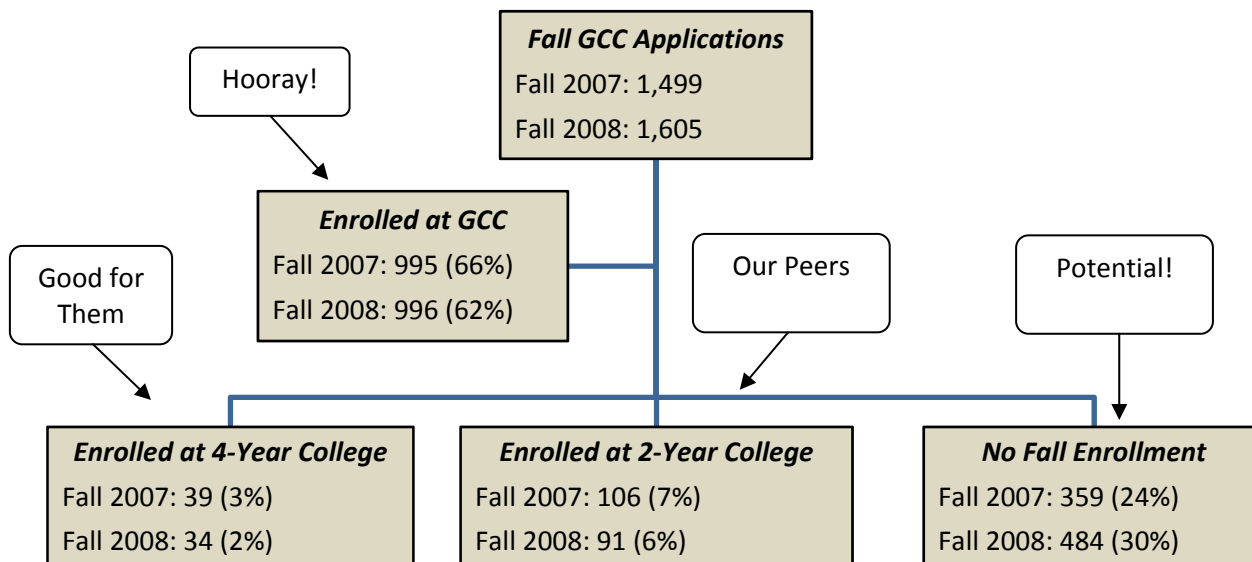 Fall GCC Applications
Fall 2007: 1,499
Fall 2008: 1,605
Hooray!
Enrolled at GCC
Fall 2007: 995 (66%)
Fall 2008: 996 (62%)
Good for
Them
Our Peers
Potential!
Enrolled at 4-Year College
Fall 2007: 39 (3%)
Fall 2008: 34 (2%)
Enrolled at 2-Year College
Fall 2007: 106 (7%)
Fall 2008: 91 (6%)
No Fall Enrollment
Fall 2007: 359 (24%)
Fall 2008: 484 (30%)